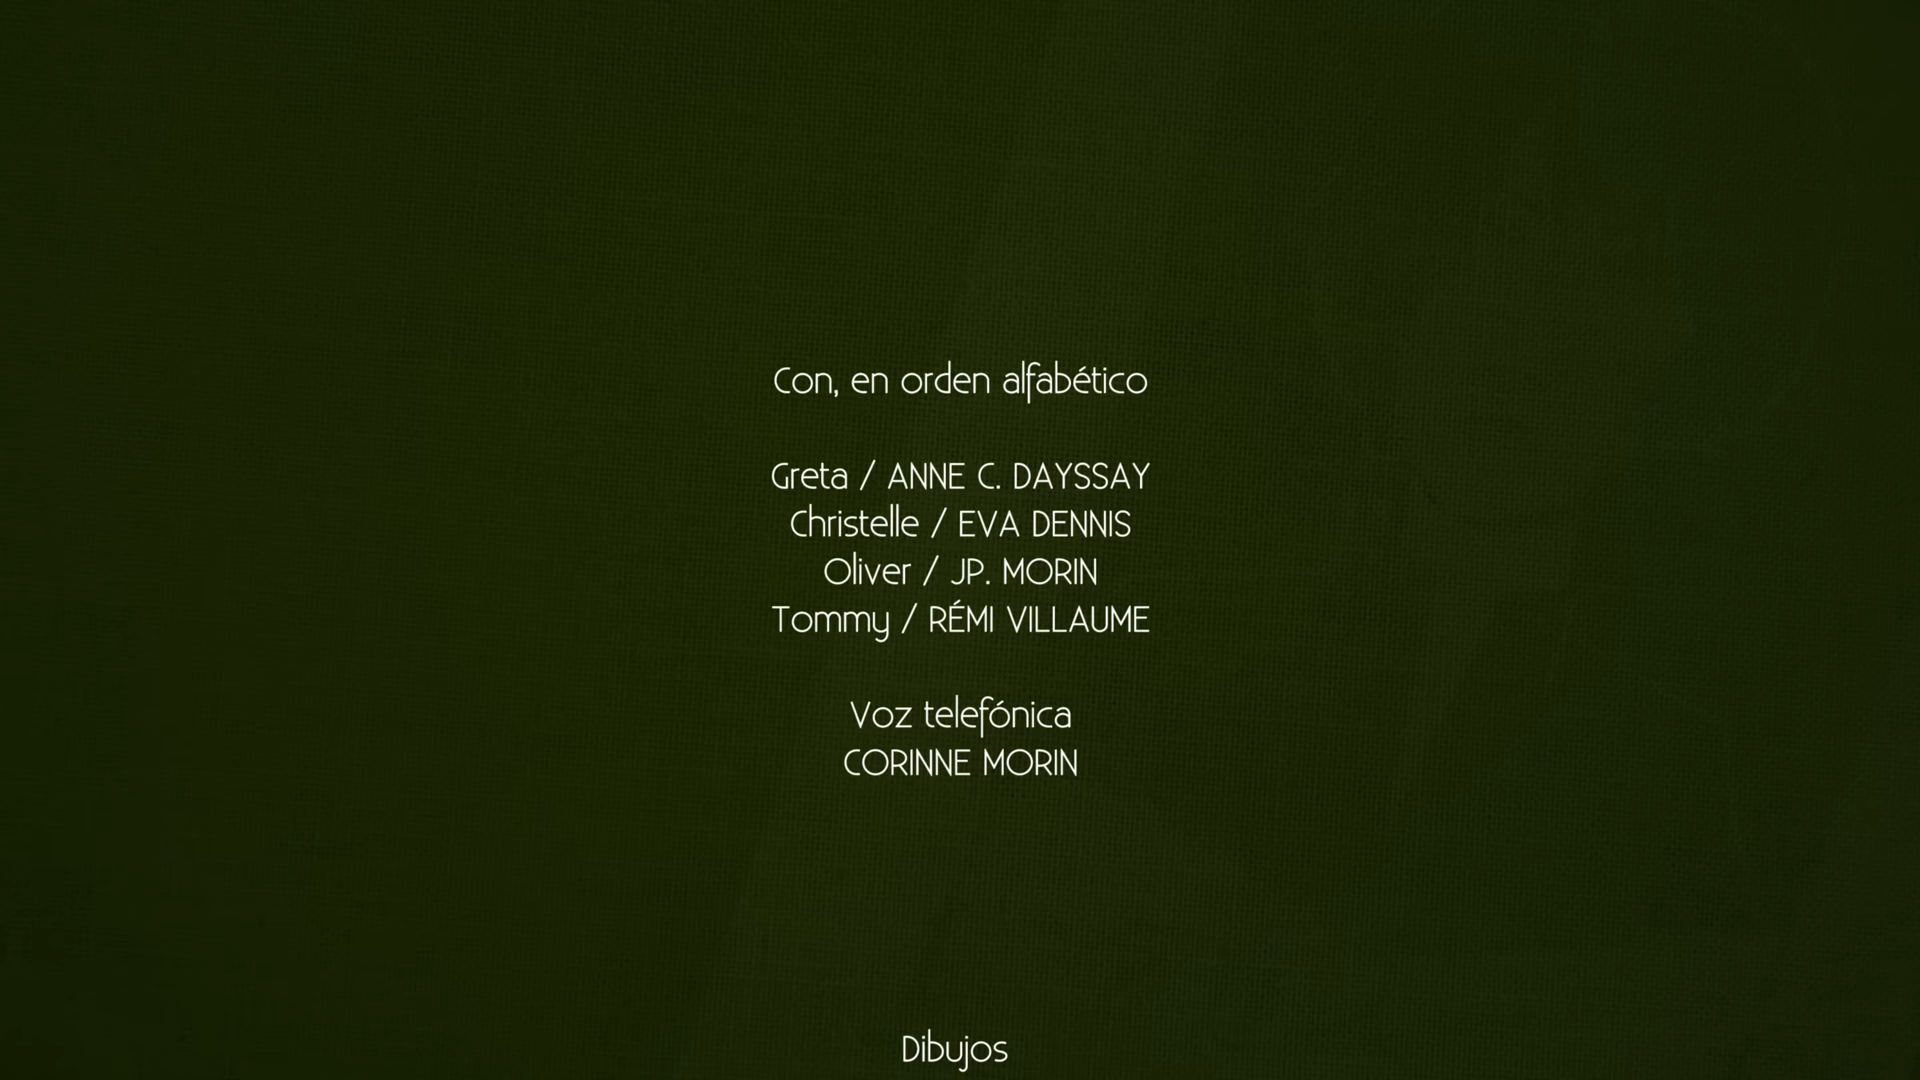 Con, en orden alfabético
Greta / ANNE C. DAYSSAY
Christelle / EVA DENNIS
Oliver / JP. MORIN
Tommy / RÉMI VILLAUME
Voz telefónica
CORINNE MORIN
Dibujos